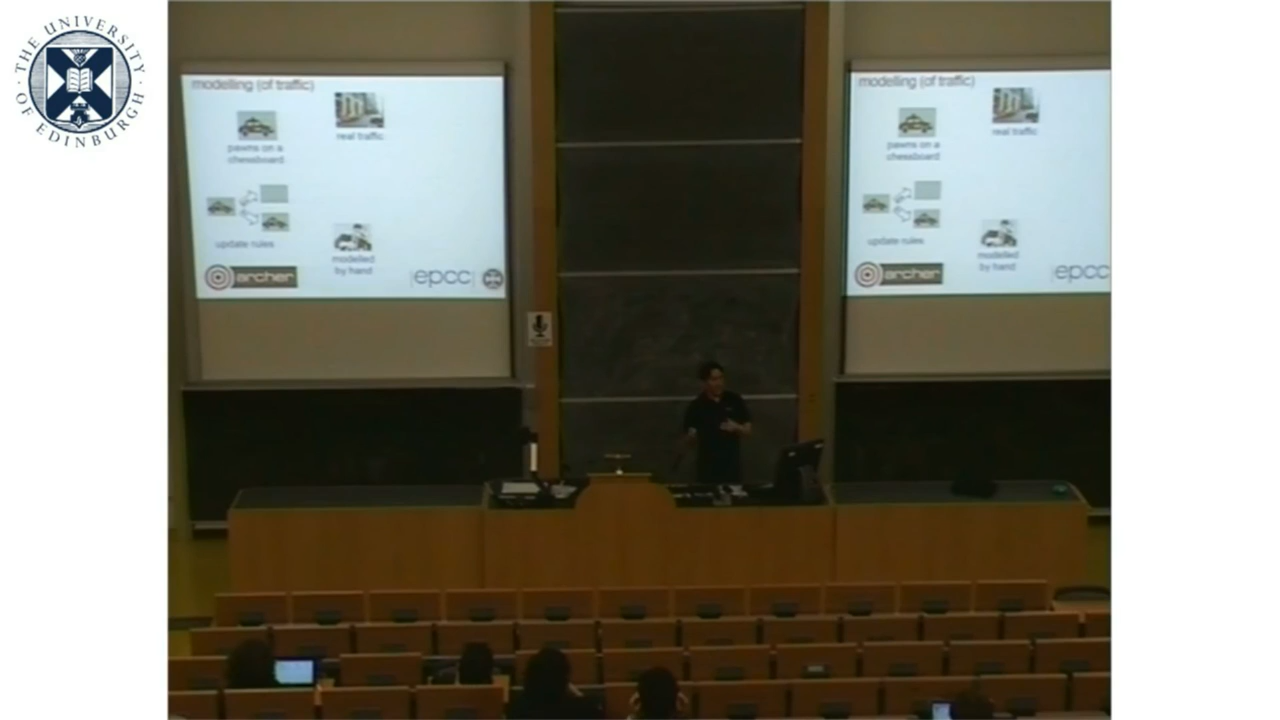 THE UNIVERSITY OF EDINBURGH
modelling (of traffic)
real traffic
pawns on a
chessboard
update rules
modelled
by hand
archer
epcc
modelling (of traffic)
real traffic
pawns on a
chessboard
update rules
modelled
by hand
archer
epcc